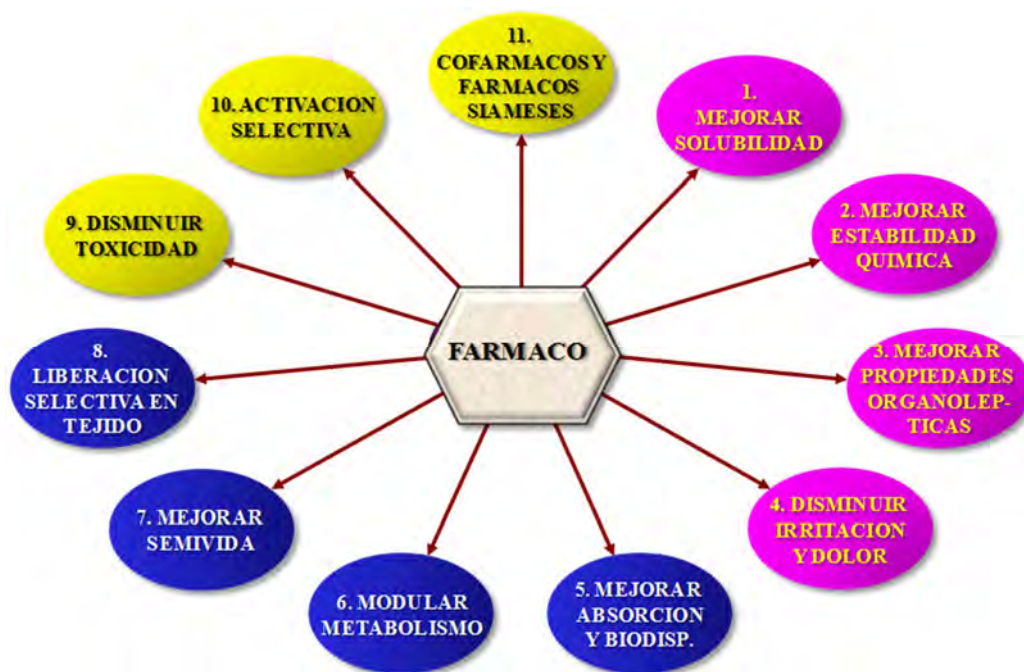 11.
COFARMACOS Y
FARMACOS
SIAMESES
1.
MEJORAR
SOLUBILIDAD
2. MEJORAR
ESTABILIDAD
QUIMICA
3. MEJORAR
PROPIEDADES
ORGANOLEP-
TICAS
4. DISMINUIR
IRRITACION
Y DOLOR
5. MEJORAR
ABSORCION
Y BIODISP.
6. MODULAR
METABOLISMO
7. MEJORAR
SEMIVIDA
8.
LIBERACION
SELECTIVA EN
TEJIDO
9. DISMINUIR
TOXICIDAD
10. ACTIVACION
SELECTIVA
FARMACO